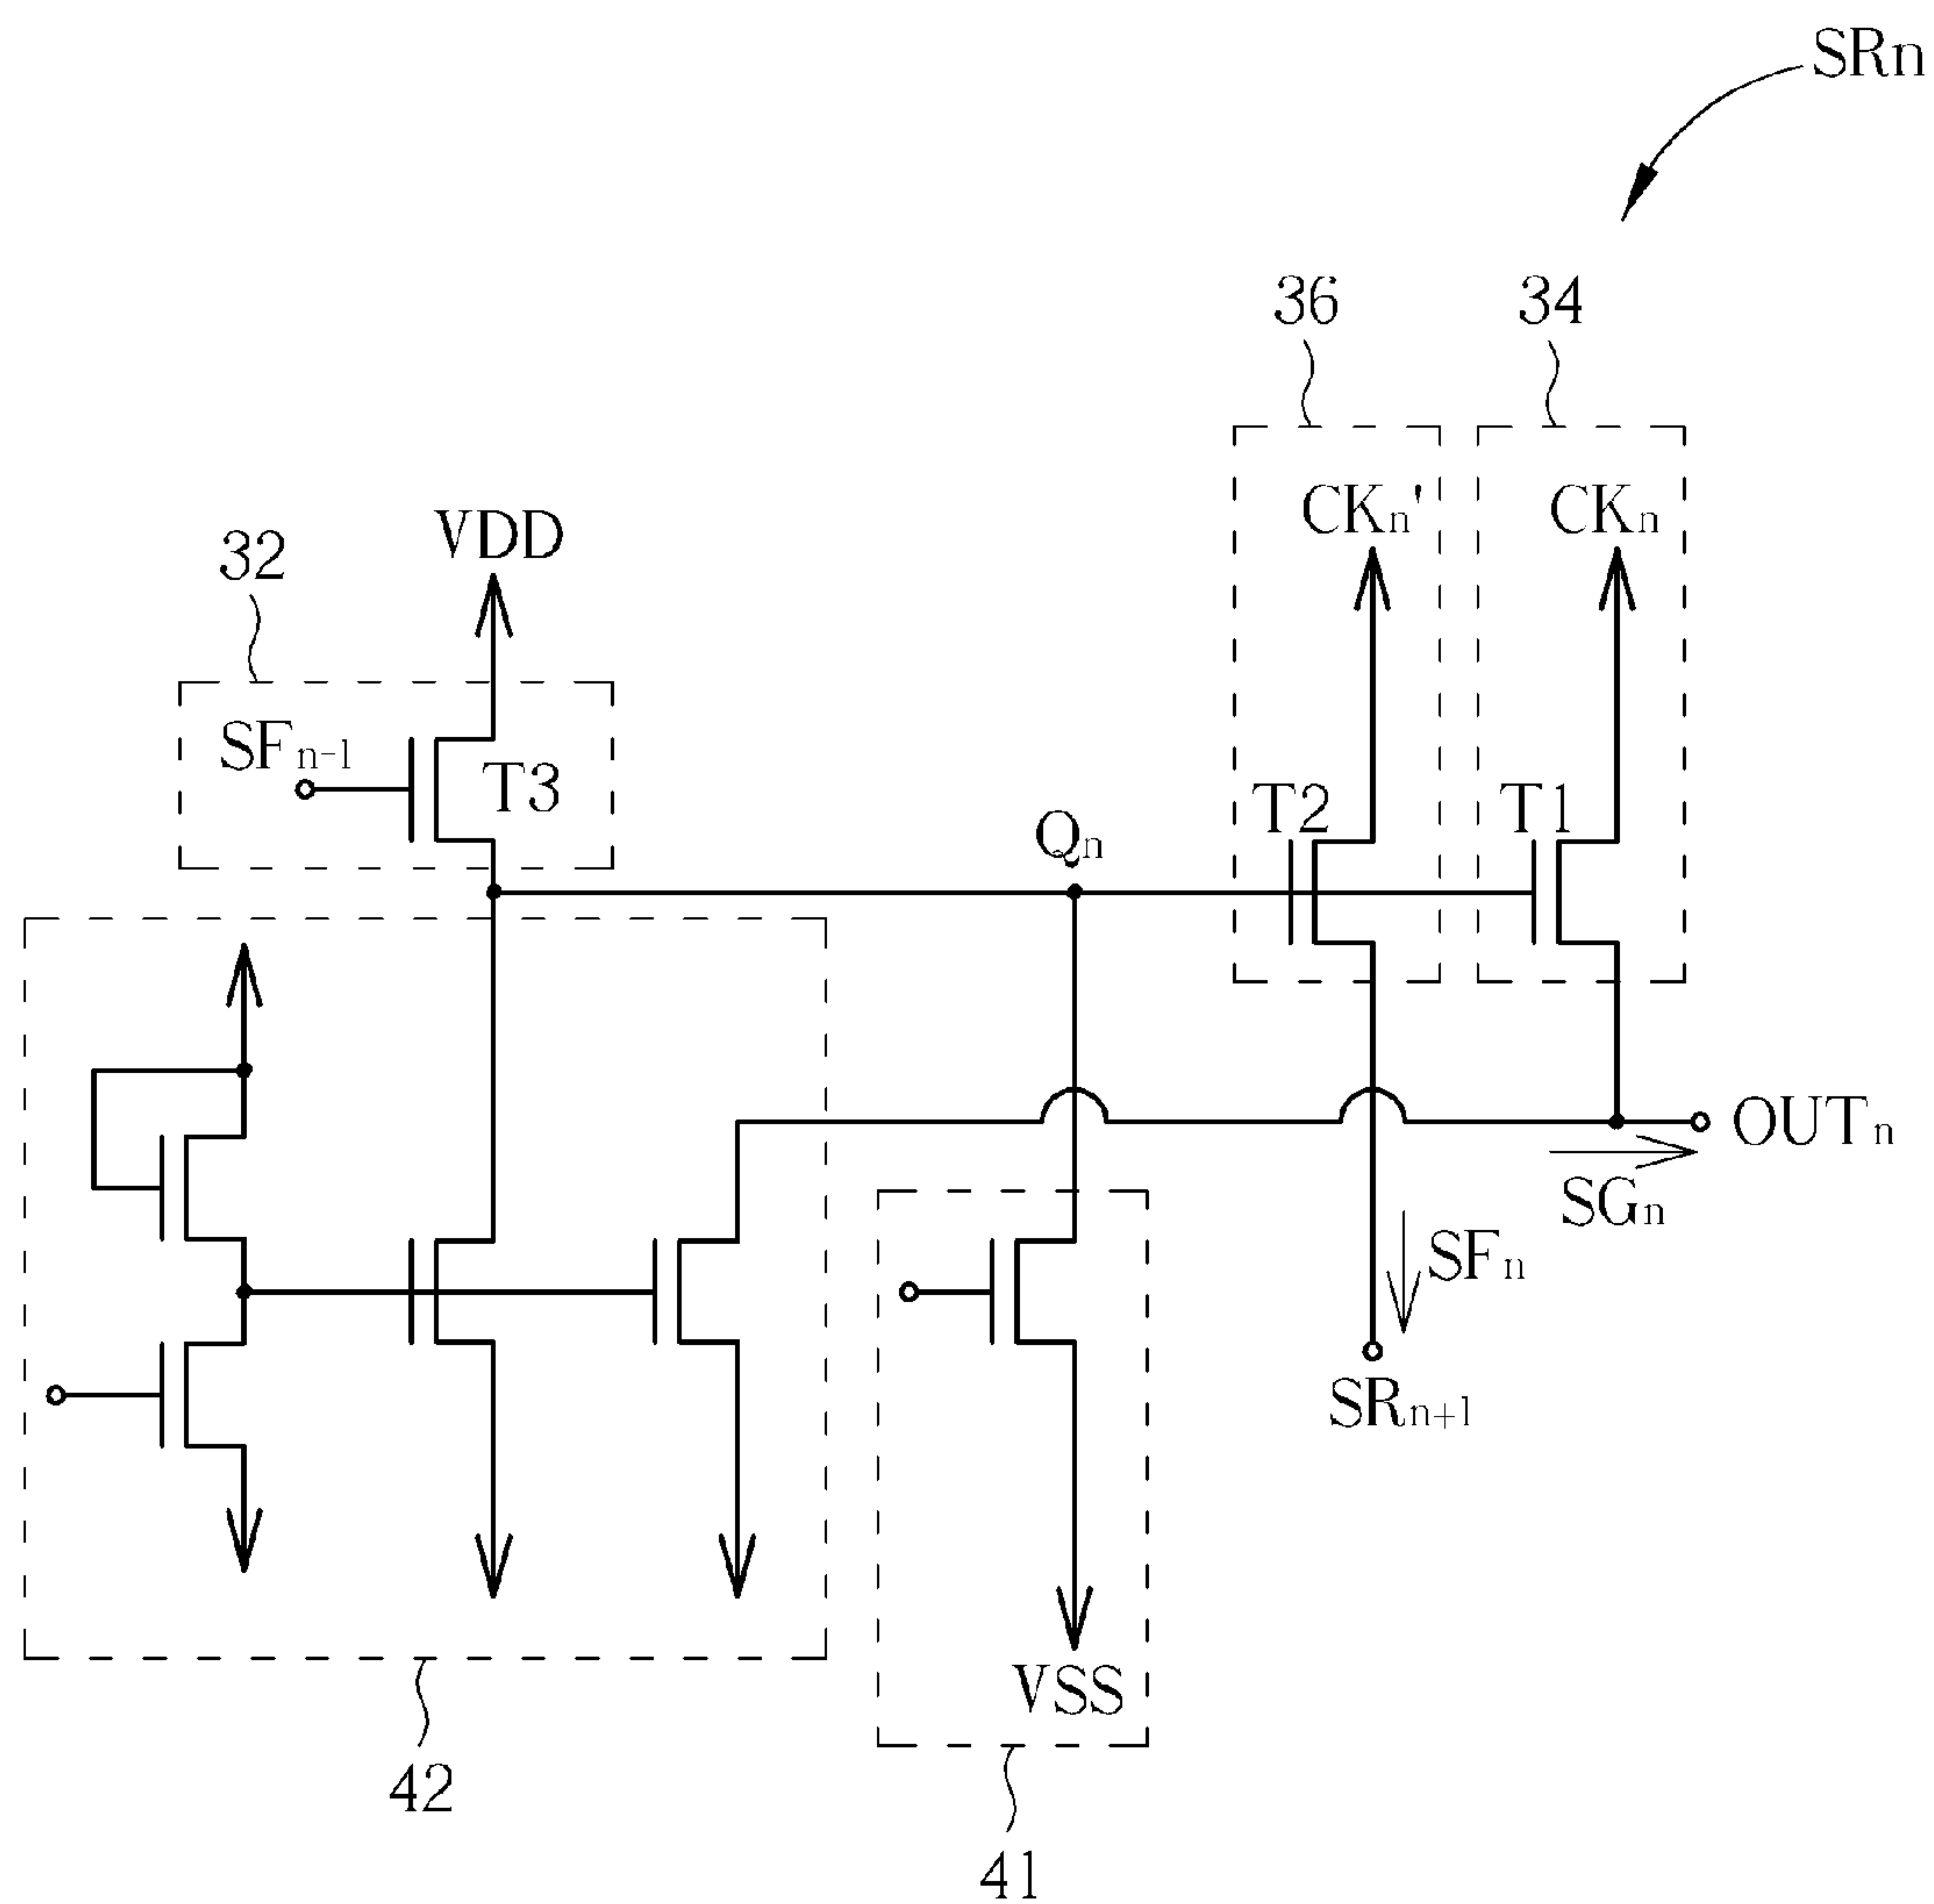 SRn
36
34
CKn'
CKn
32
VDD
SFn-1
T3
T2
T1
Qn
OUTn
SGn
SFn
SRn+1
VSS
42
41